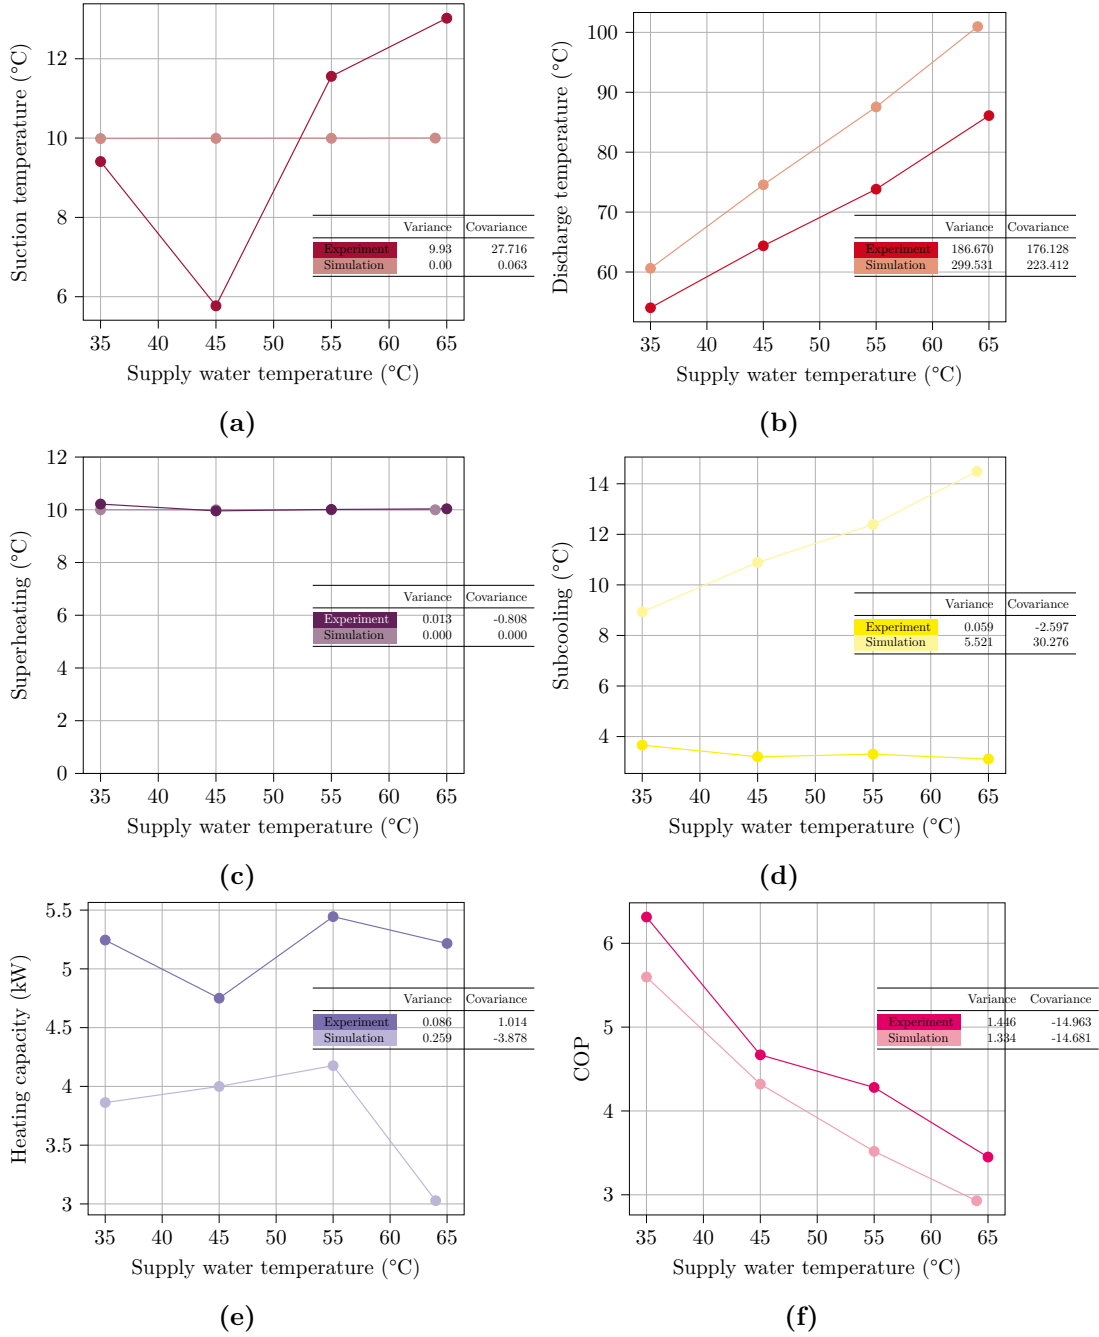 12
10
8
6
Suction temperature (°C)
Variance Covariance
Experiment 9.93 27.716
Simulation 0.00 0.063
35 40 45 50 55 60 65
Supply water temperature (°C)
(a)
100
90
80
70
60
Discharge temperature (°C)
Variance Covariance
Experiment 186.670 176.128
Simulation 299.531 223.412
35 40 45 50 55 60 65
Supply water temperature (°C)
(b)
12
10
8
6
4
2
0
Superheating (°C)
Variance Covariance
Experiment 0.013 -0.808
Simulation 0.000 0.000
35 40 45 50 55 60 65
Supply water temperature (°C)
(c)
14
12
10
8
6
4
Subcooling (°C)
Variance Covariance
Experiment 0.059 -2.597
Simulation 5.521 30.276
35 40 45 50 55 60 65
Supply water temperature (°C)
(d)
5.5
5
4.5
4
3.5
3
Heating capacity (kW)
Variance Covariance
Experiment 0.086 1.014
Simulation 0.259 -3.878
35 40 45 50 55 60 65
Supply water temperature (°C)
(e)
6
5
4
3
COP
Variance Covariance
Experiment 1.446 -14.963
Simulation 1.334 -14.681
35 40 45 50 55 60 65
Supply water temperature (°C)
(f)